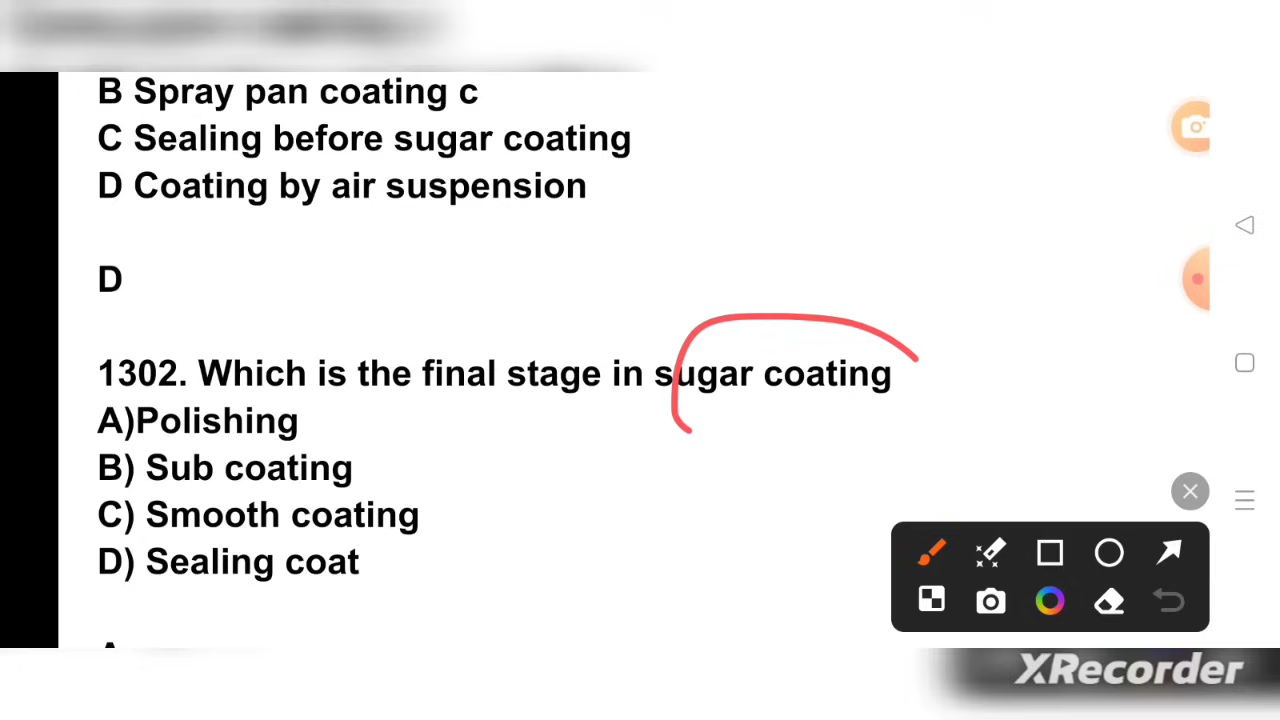 B Spray pan coating c
C Sealing before sugar coating
D Coating by air suspension
D
1302. Which is the final stage in sugar coating
A)Polishing
B) Sub coating
C) Smooth coating
D) Sealing coat
XRecorder